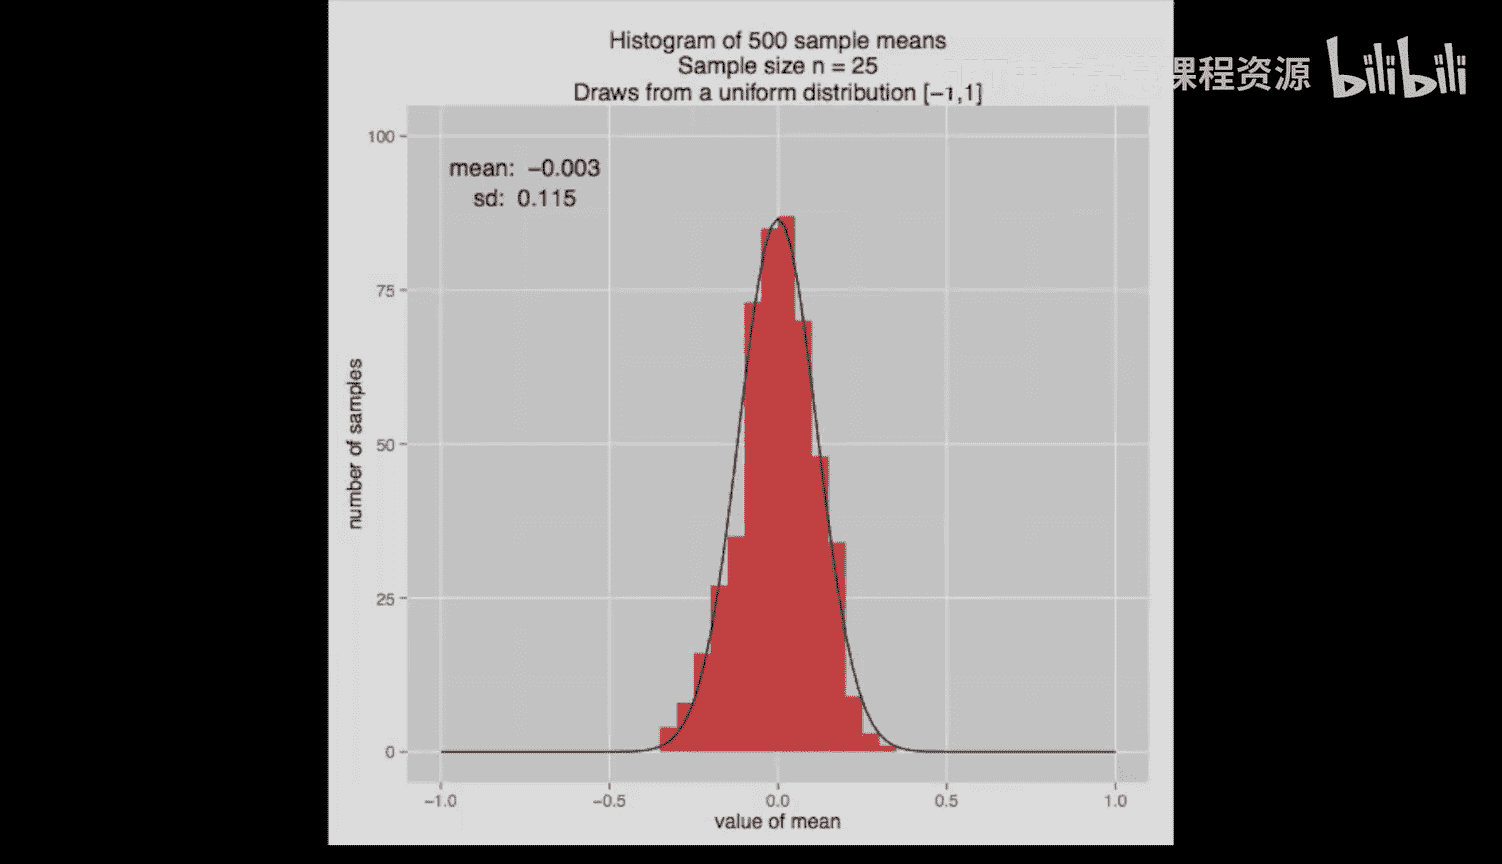 Histogram of 500 sample means
Sample size n = 25
Draws from a uniform distribution [−1,1]
课程资源 bilibili
100
mean: −0.003
sd: 0.115
75
50
25
0
number of samples
−1.0 −0.5 0.0 0.5 1.0
value of mean